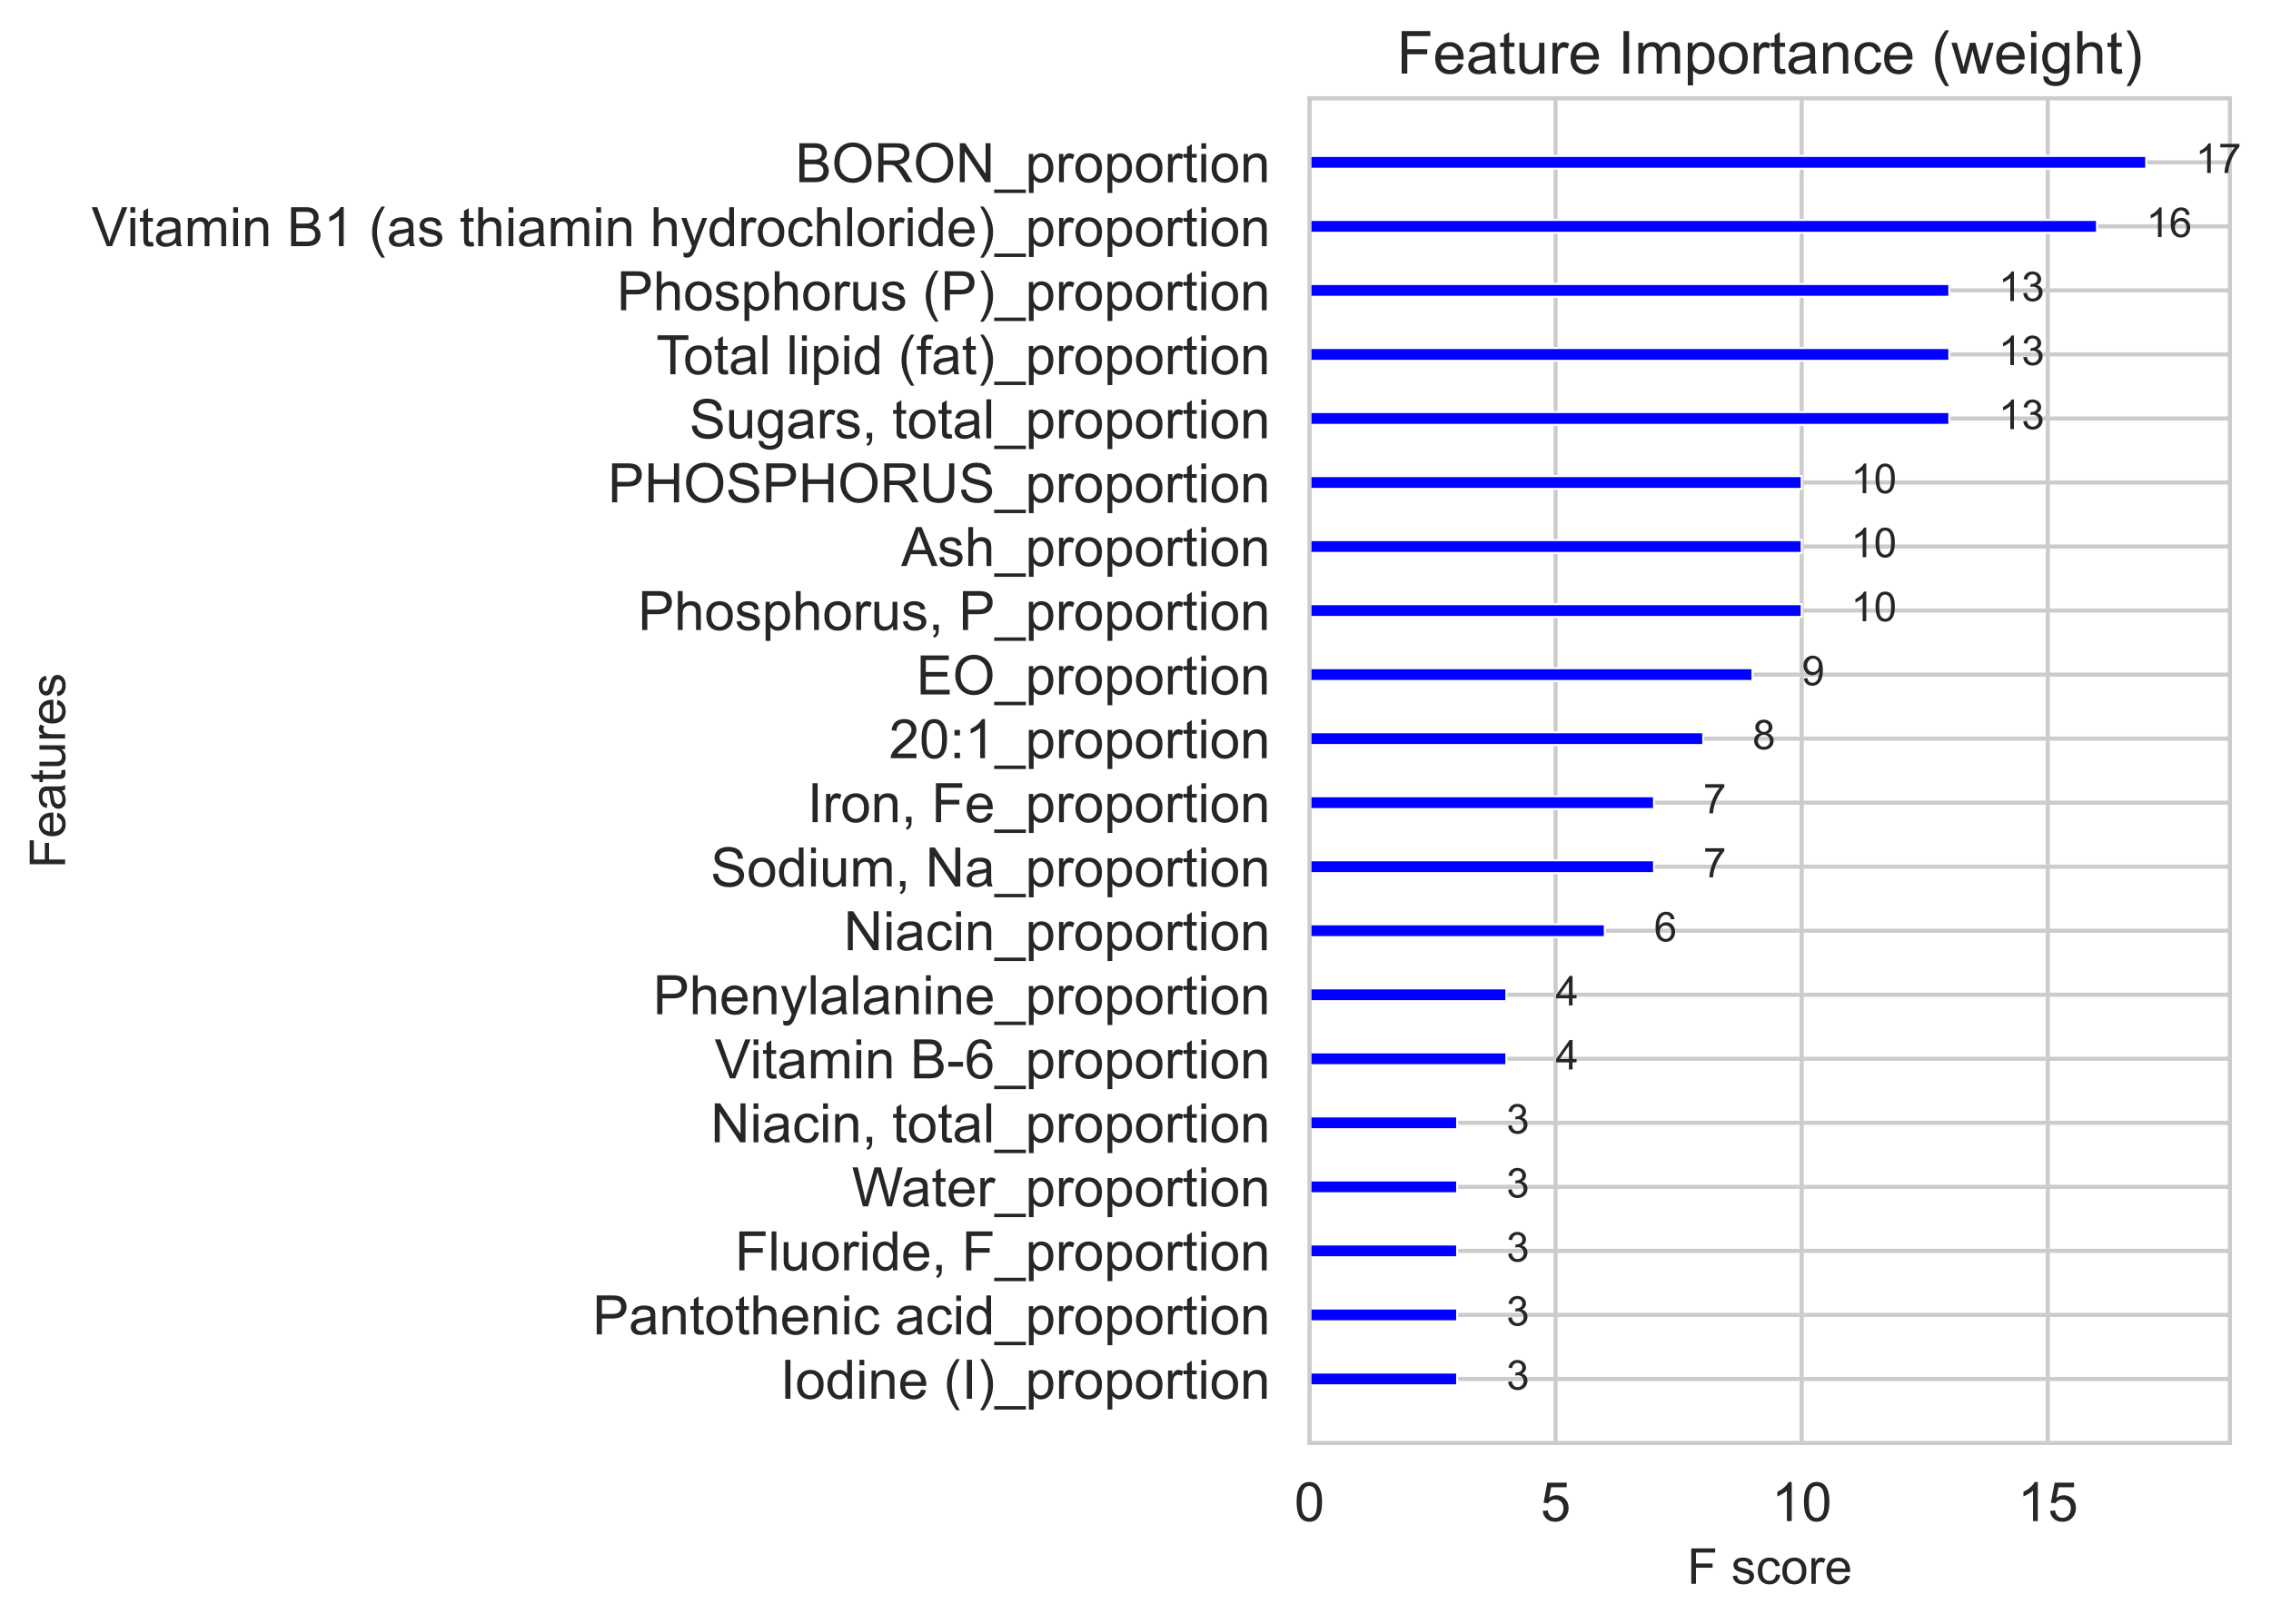 Feature Importance (weight)
BORON_proportion 17
Vitamin B1 (as thiamin hydrochloride)_proportion 16
Phosphorus (P)_proportion 13
Total lipid (fat)_proportion 13
Sugars, total_proportion 13
PHOSPHORUS_proportion 10
Ash_proportion 10
Phosphorus, P_proportion 10
EO_proportion 9
20:1_proportion 8
Iron, Fe_proportion 7
Sodium, Na_proportion 7
Niacin_proportion 6
Phenylalanine_proportion 4
Vitamin B-6_proportion 4
Niacin, total_proportion 3
Water_proportion 3
Fluoride, F_proportion 3
Pantothenic acid_proportion 3
Iodine (I)_proportion 3
Features
0 5 10 15
F score